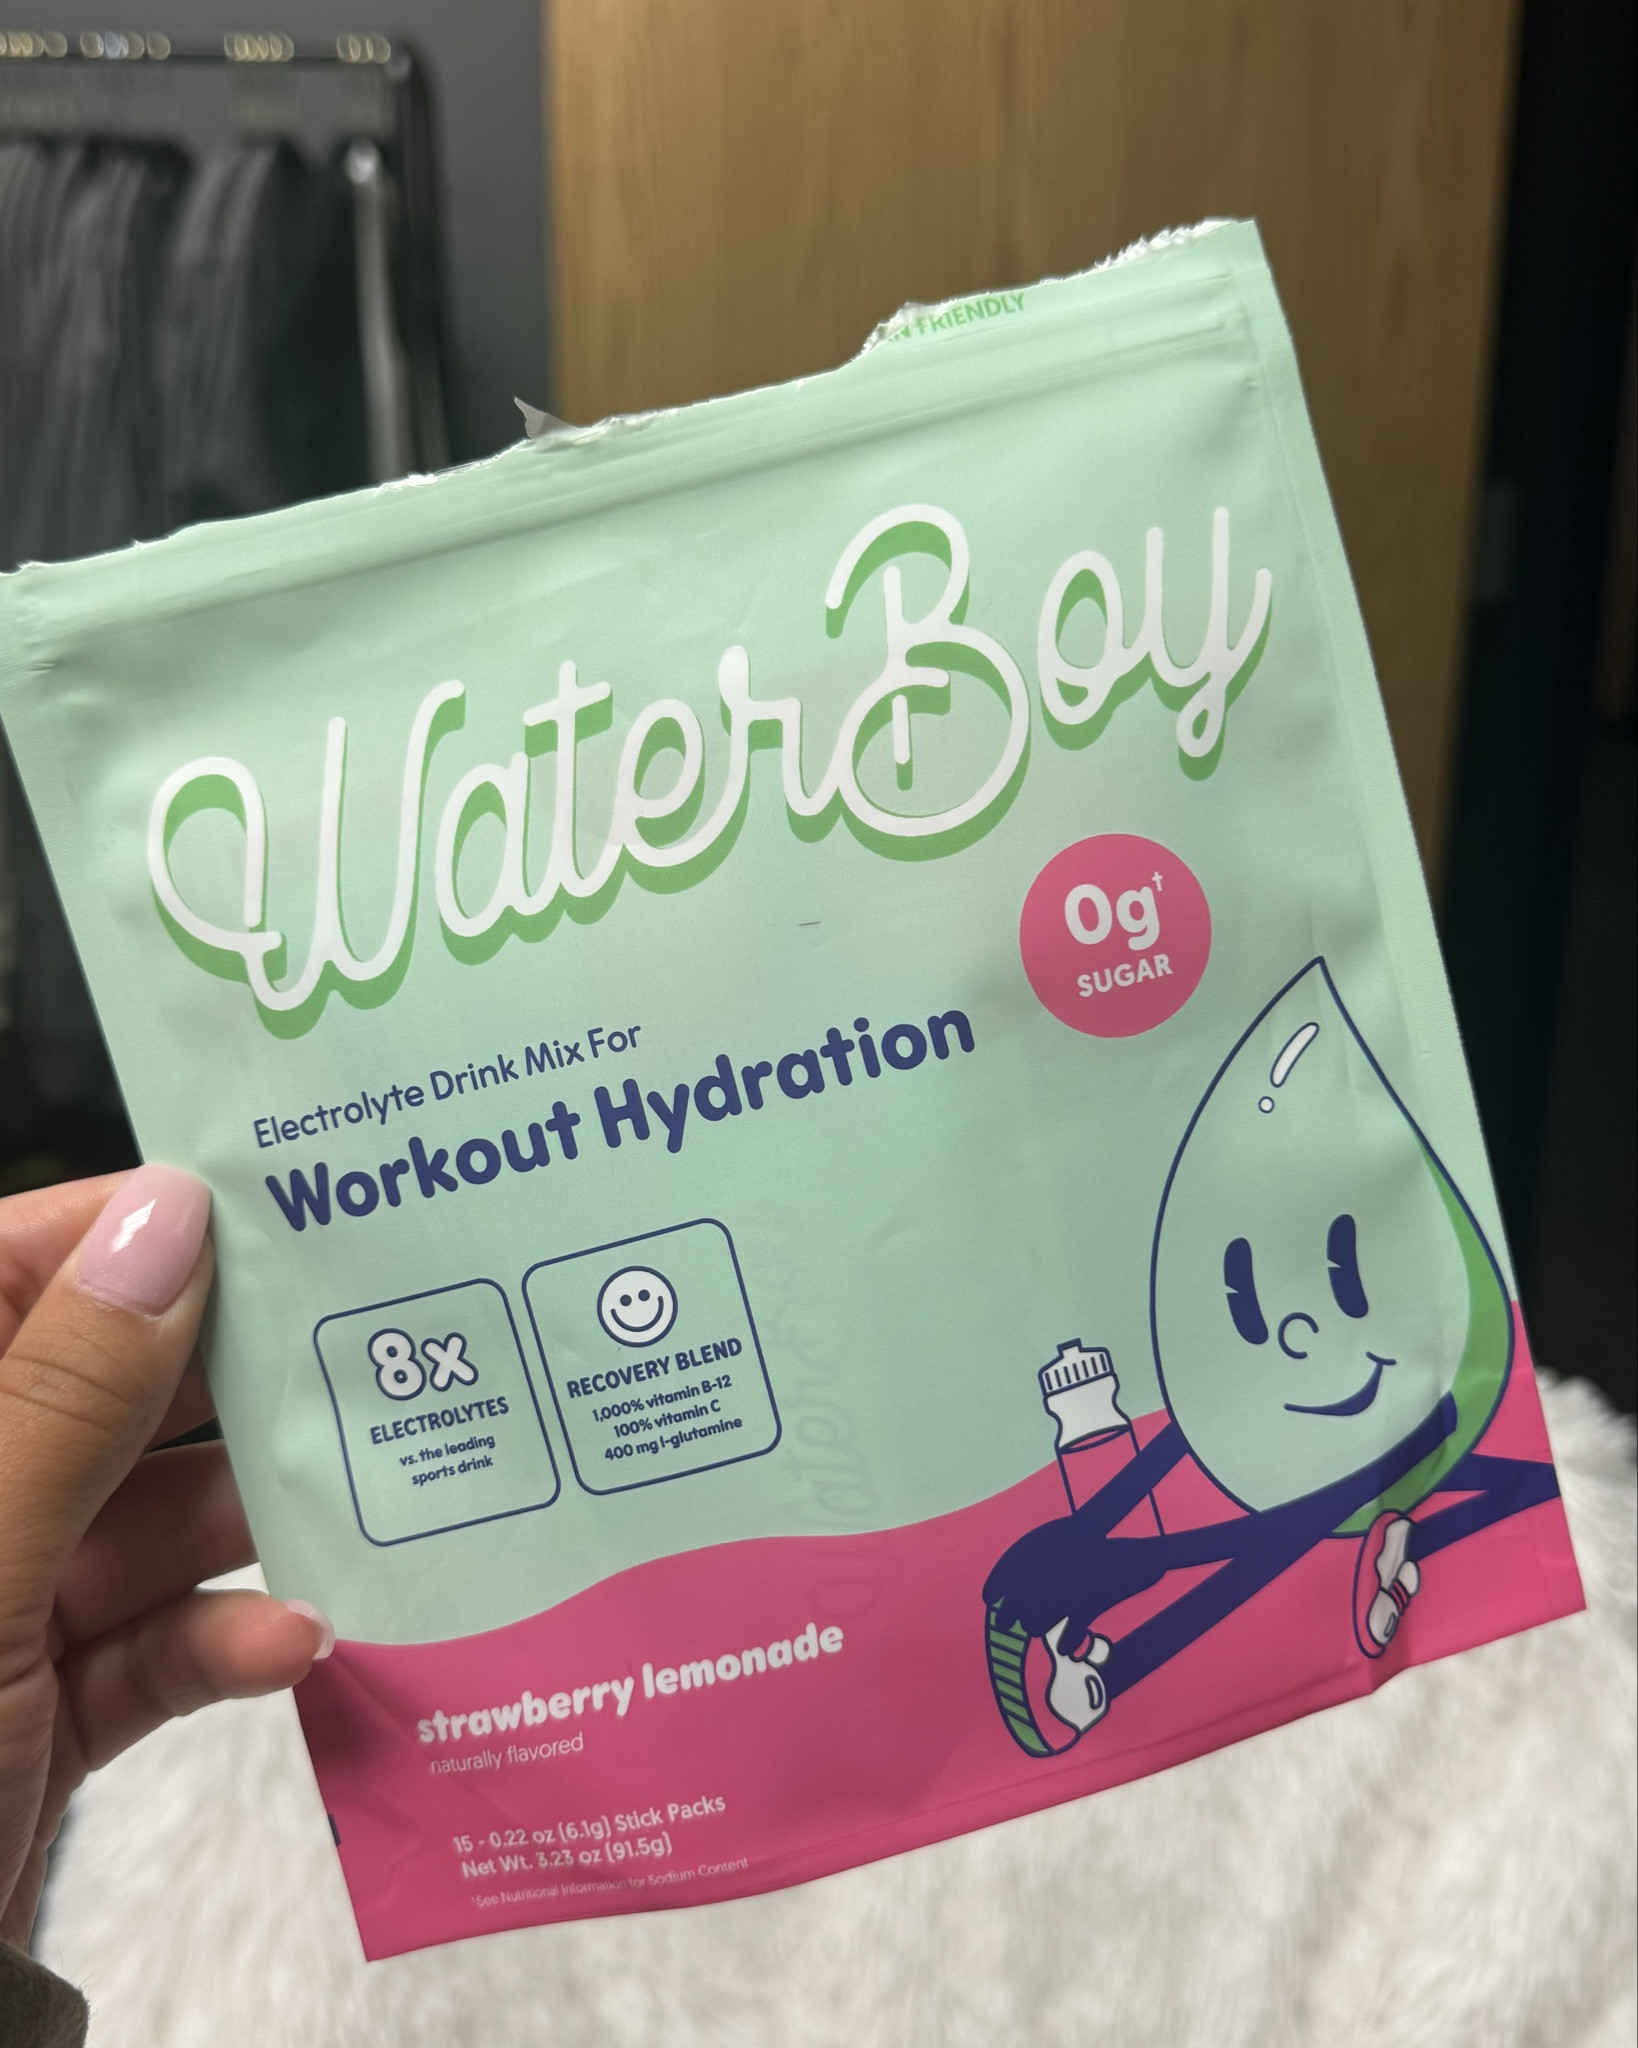 FRIENDLY
WaterBoy
0g†
SUGAR
Electrolyte Drink Mix For
Workout Hydration
8x
ELECTROLYTES
vs. the leading
sports drink
RECOVERY BLEND
1,000% vitamin B-12
100% vitamin C
400 mg l-glutamine
strawberry lemonade
naturally flavored
15 - 0.22 oz (6.1g) Stick Packs
Net Wt. 3.23 oz (91.5g)
†See Nutritional Information for Sodium Content